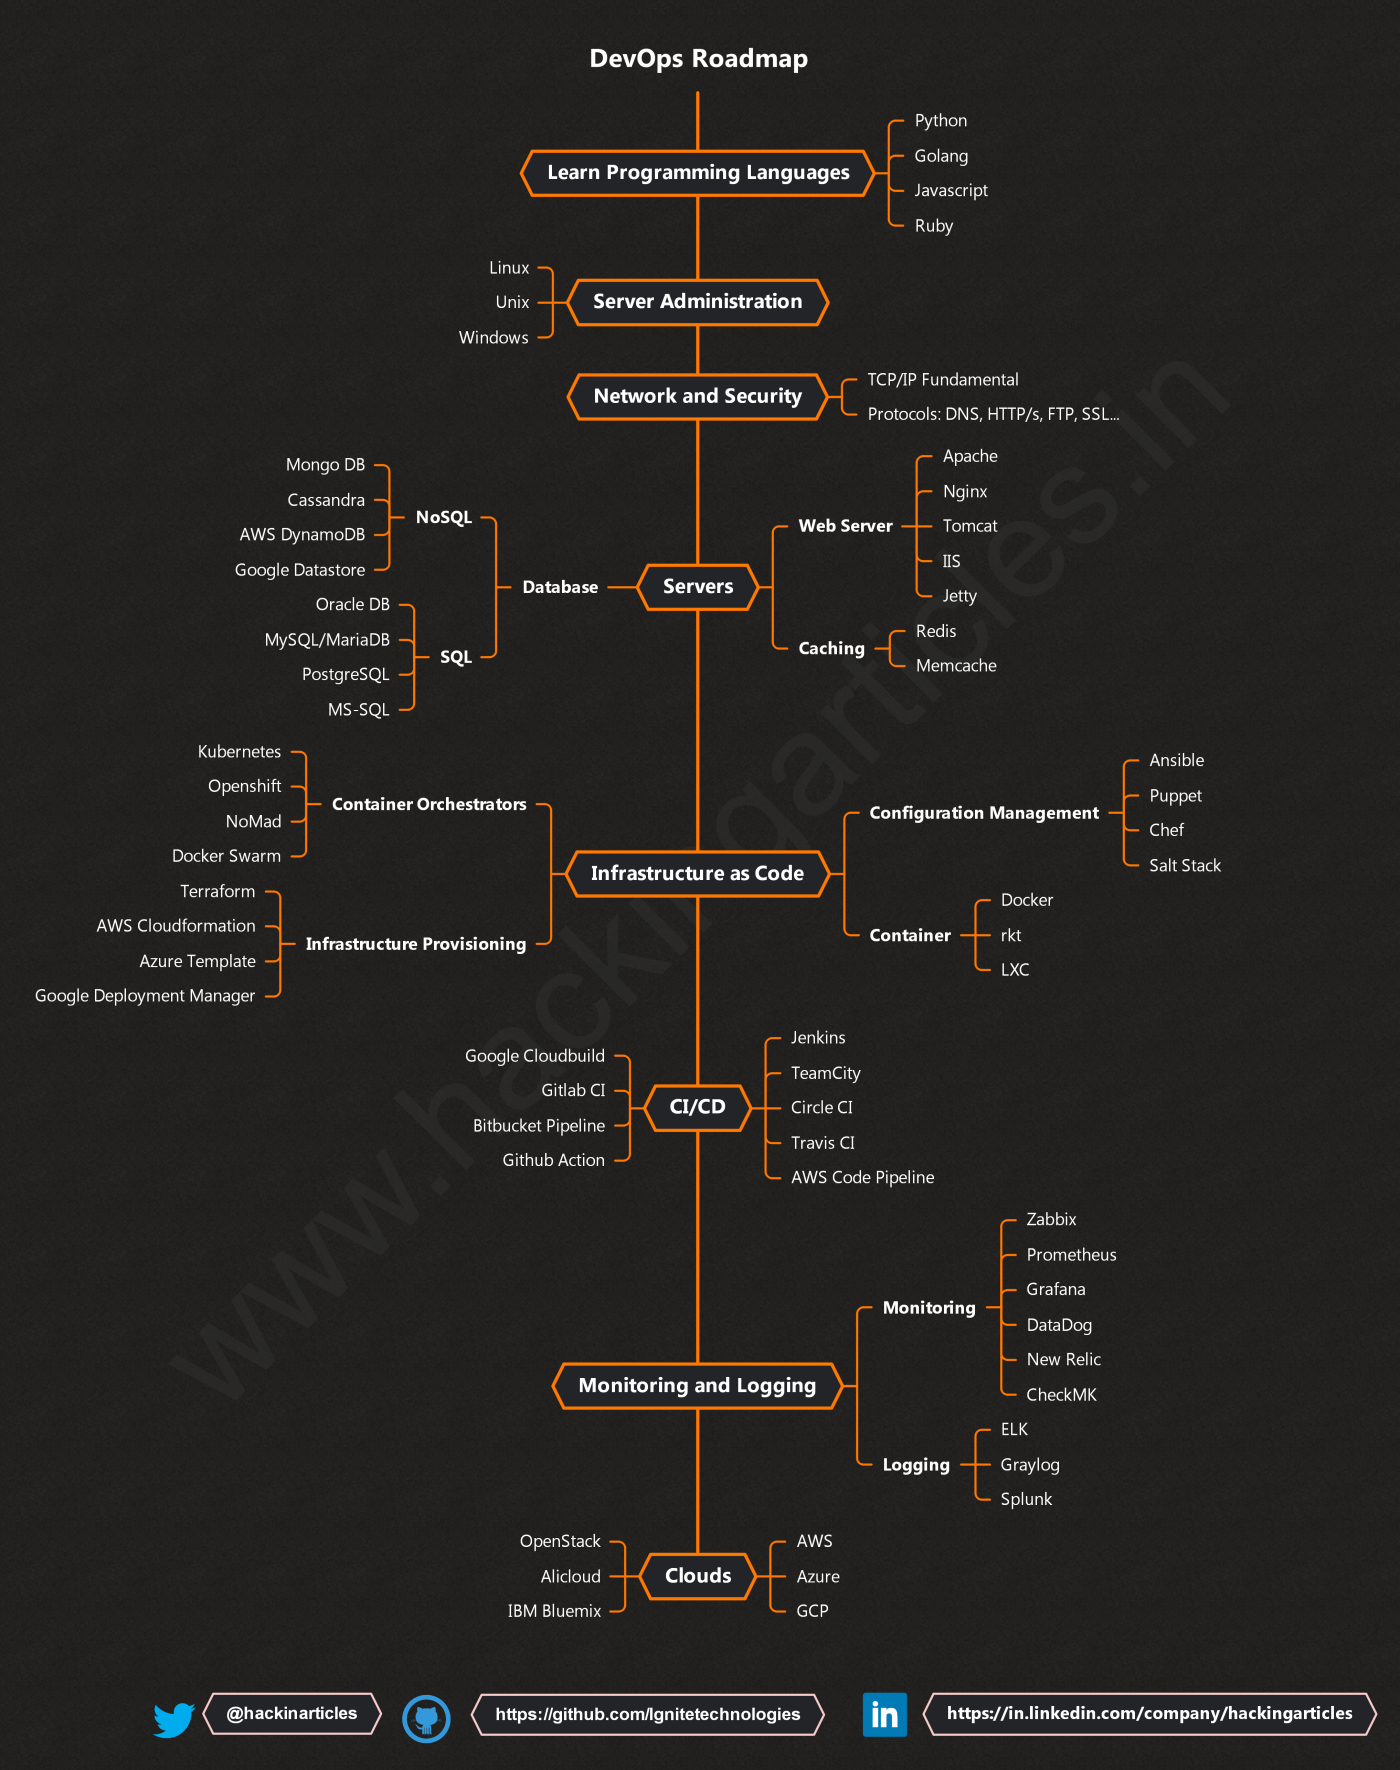 DevOps Roadmap
Learn Programming Languages
Python
Golang
Javascript
Ruby
Server Administration
Linux
Unix
Windows
Network and Security
TCP/IP Fundamental
Protocols: DNS, HTTP/s, FTP, SSL...
Servers
Database
NoSQL
Mongo DB
Cassandra
AWS DynamoDB
Google Datastore
SQL
Oracle DB
MySQL/MariaDB
PostgreSQL
MS-SQL
Web Server
Apache
Nginx
Tomcat
IIS
Jetty
Caching
Redis
Memcache
Infrastructure as Code
Container Orchestrators
Kubernetes
Openshift
NoMad
Docker Swarm
Infrastructure Provisioning
Terraform
AWS Cloudformation
Azure Template
Google Deployment Manager
Configuration Management
Ansible
Puppet
Chef
Salt Stack
Container
Docker
rkt
LXC
CI/CD
Google Cloudbuild
Gitlab CI
Bitbucket Pipeline
Github Action
Jenkins
TeamCity
Circle CI
Travis CI
AWS Code Pipeline
Monitoring and Logging
Monitoring
Zabbix
Prometheus
Grafana
DataDog
New Relic
CheckMK
Logging
ELK
Graylog
Splunk
Clouds
OpenStack
Alicloud
IBM Bluemix
AWS
Azure
GCP
www.hackingarticles.in
@hackinarticles
https://github.com/Ignitetechnologies
in
https://in.linkedin.com/company/hackingarticles